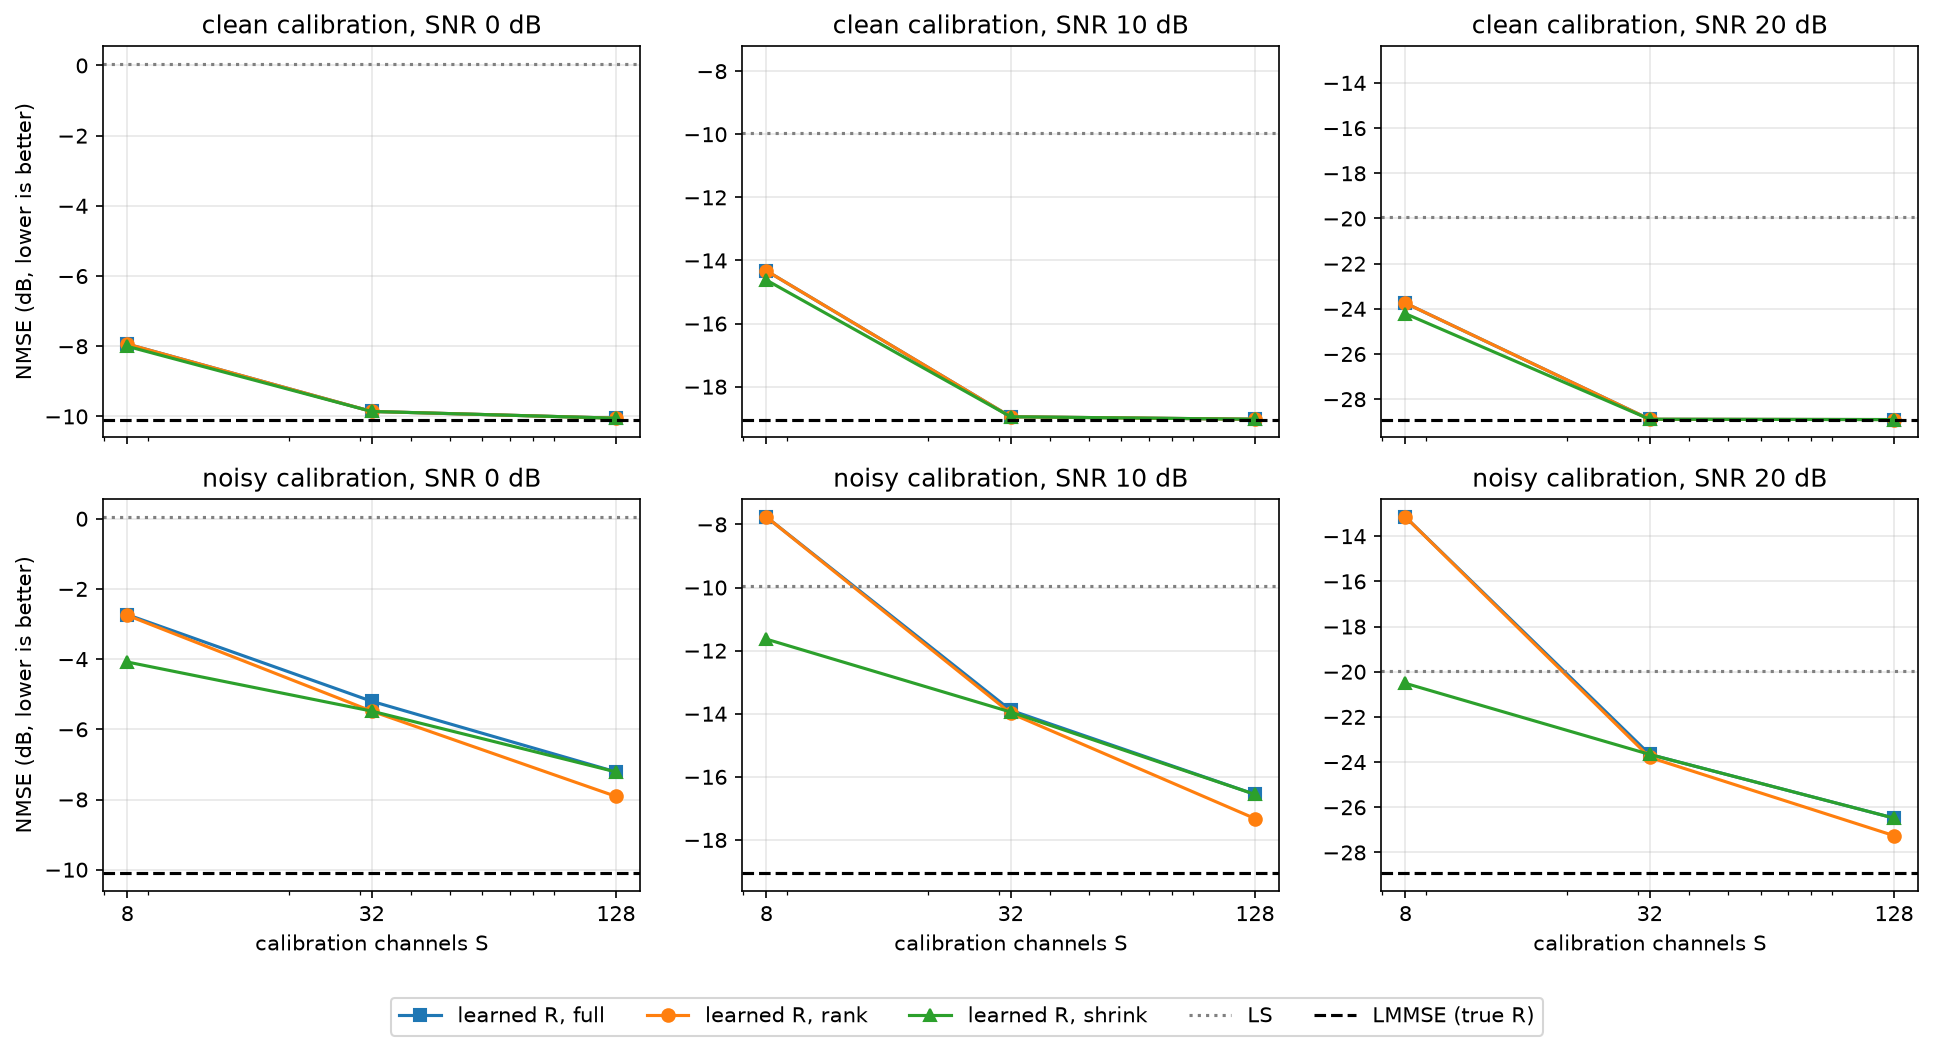 clean calibration, SNR 0 dB
clean calibration, SNR 10 dB
clean calibration, SNR 20 dB
NMSE (dB, lower is better)
0
−2
−4
−6
−8
−10
−8
−10
−12
−14
−16
−18
−14
−16
−18
−20
−22
−24
−26
−28
noisy calibration, SNR 0 dB
noisy calibration, SNR 10 dB
noisy calibration, SNR 20 dB
NMSE (dB, lower is better)
0
−2
−4
−6
−8
−10
−8
−10
−12
−14
−16
−18
−14
−16
−18
−20
−22
−24
−26
−28
8 32 128
8 32 128
8 32 128
calibration channels S
calibration channels S
calibration channels S
learned R, full
learned R, rank
learned R, shrink
LS
LMMSE (true R)